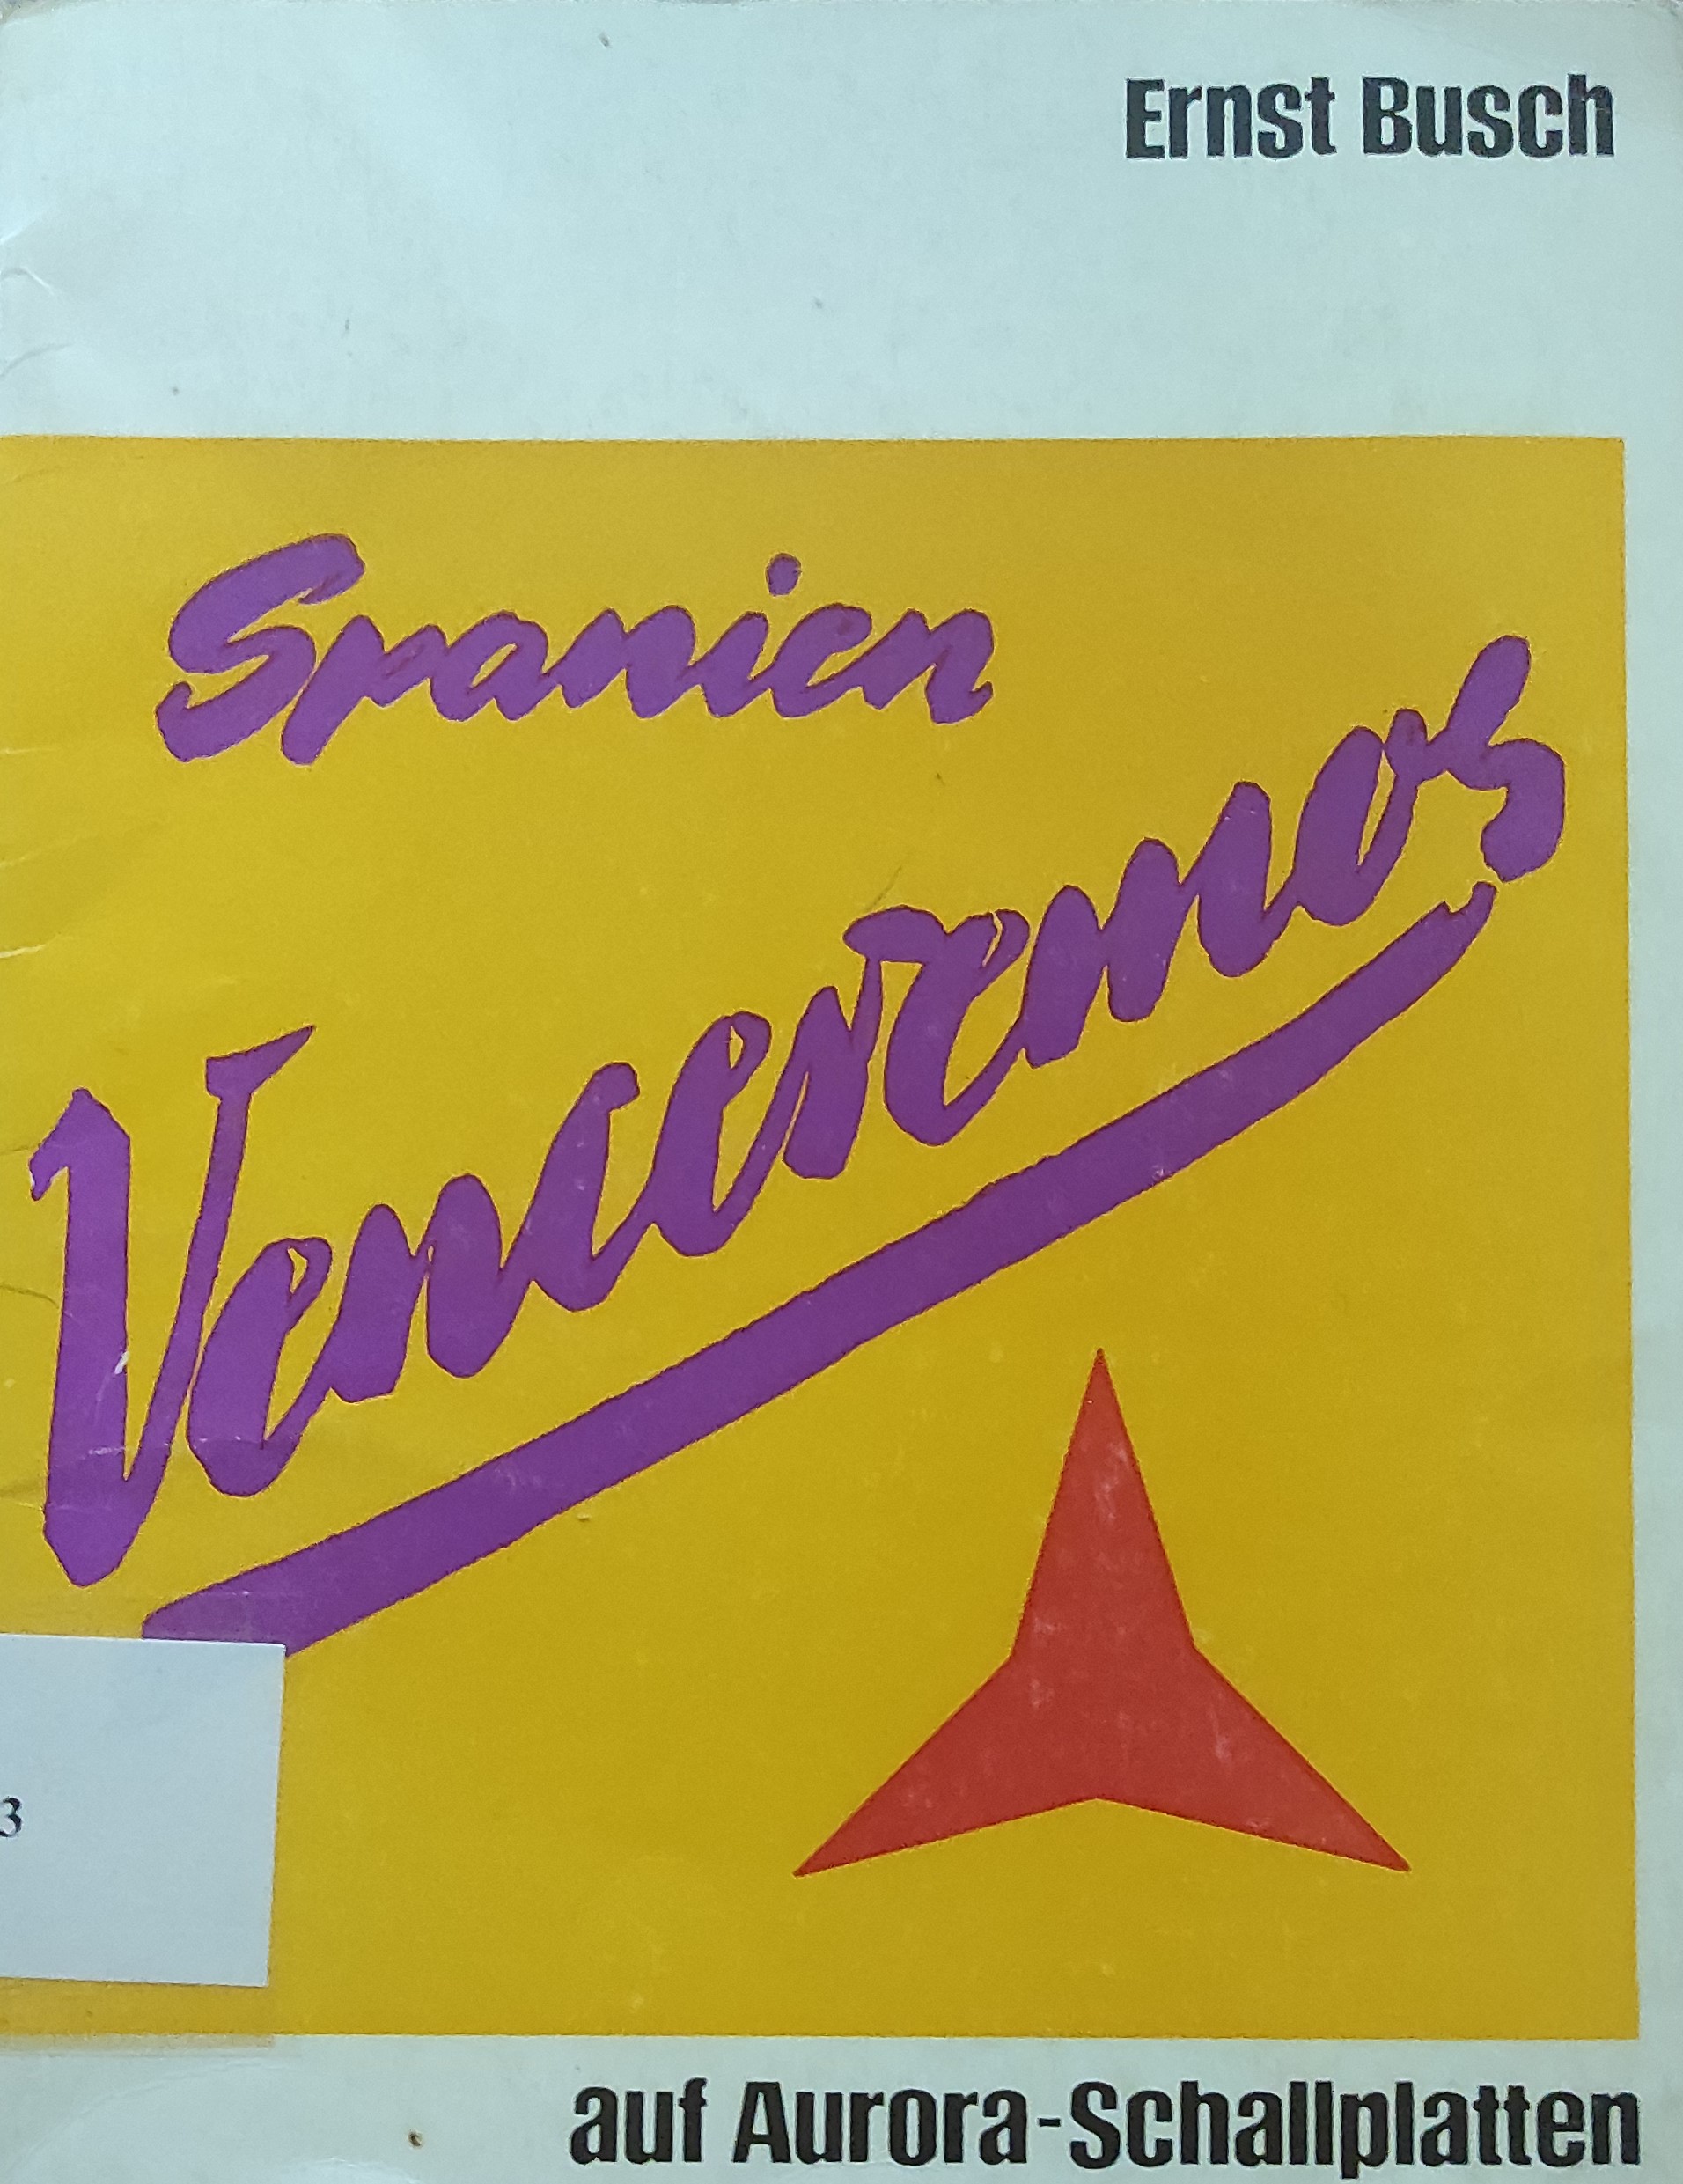 Ernst Busch
Spanien
Venceremos
3
auf Aurora-Schallplatten